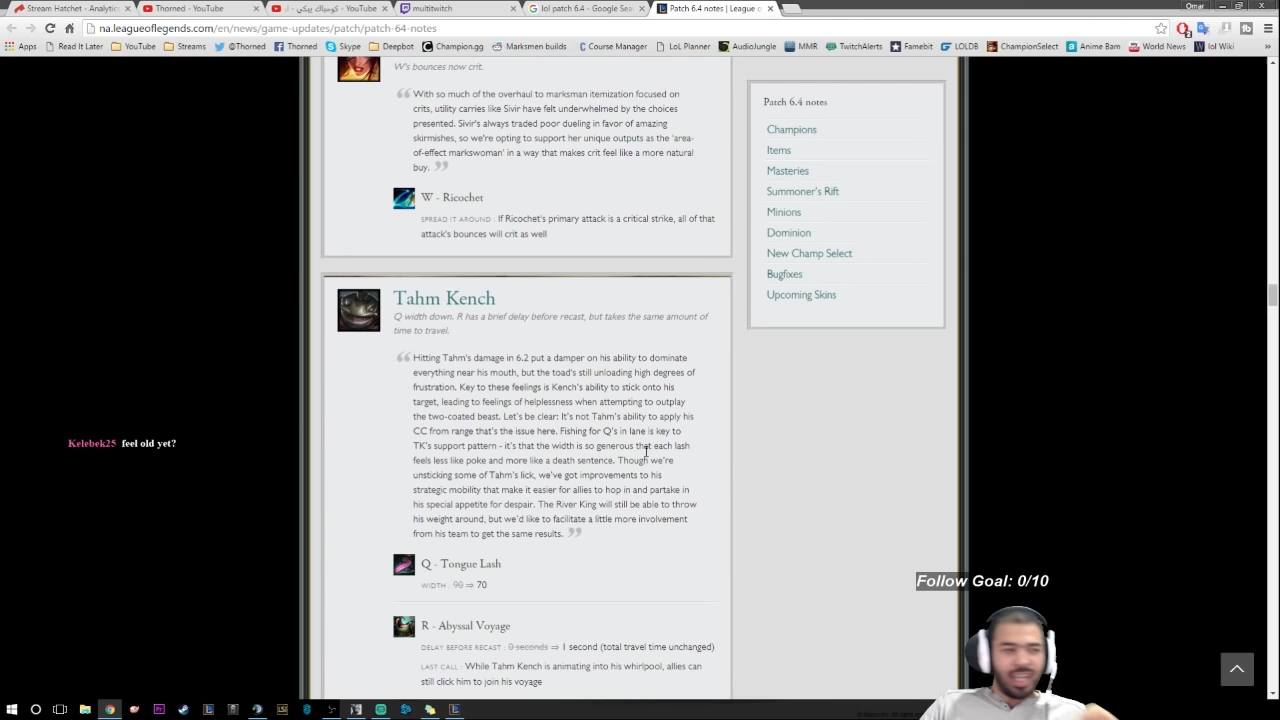 Stream Hatchet - Analytic
Thorned - YouTube
كومباك بيكي - YouTube
multitwitch
lol patch 6.4 - Google Sea
Patch 6.4 notes | League o
Omar
na.leagueoflegends.com/en/news/game-updates/patch/patch-64-notes
Apps Read It Later YouTube Streams @Thorned Thorned Skype Deepbot Champion.gg Marksmen builds Course Manager LoL Planner AudioJungle MMR TwitchAlerts Famebit LOLDB ChampionSelect Anime Bam World News lol Wiki »
W's bounces now crit.
With so much of the overhaul to marksman itemization focused on
crits, utility carries like Sivir have felt underwhelmed by the choices
presented. Sivir's always traded poor dueling in favor of amazing
skirmishes, so we're opting to support her unique outputs as the 'area-
of-effect markswoman' in a way that makes crit feel like a more natural
buy.
W - Ricochet
SPREAD IT AROUND : If Ricochet's primary attack is a critical strike, all of that
attack's bounces will crit as well
Tahm Kench
Q width down. R has a brief delay before recast, but takes the same amount of
time to travel.
Hitting Tahm's damage in 6.2 put a damper on his ability to dominate
everything near his mouth, but the toad's still unloading high degrees of
frustration. Key to these feelings is Kench's ability to stick onto his
target, leading to feelings of helplessness when attempting to outplay
the two-coated beast. Let's be clear: It's not Tahm's ability to apply his
CC from range that's the issue here. Fishing for Q's in lane is key to
TK's support pattern - it's that the width is so generous that each lash
feels less like poke and more like a death sentence. Though we're
unsticking some of Tahm's lick, we've got improvements to his
strategic mobility that make it easier for allies to hop in and partake in
his special appetite for despair. The River King will still be able to throw
his weight around, but we'd like to facilitate a little more involvement
from his team to get the same results.
Q - Tongue Lash
WIDTH : 90 ⇒ 70
R - Abyssal Voyage
DELAY BEFORE RECAST : 0 seconds ⇒ 1 second (total travel time unchanged)
LAST CALL : While Tahm Kench is animating into his whirlpool, allies can
still click him to join his voyage
Patch 6.4 notes
Champions
Items
Masteries
Summoner's Rift
Minions
Dominion
New Champ Select
Bugfixes
Upcoming Skins
Kelebek25 feel old yet?
Follow Goal: 0/10